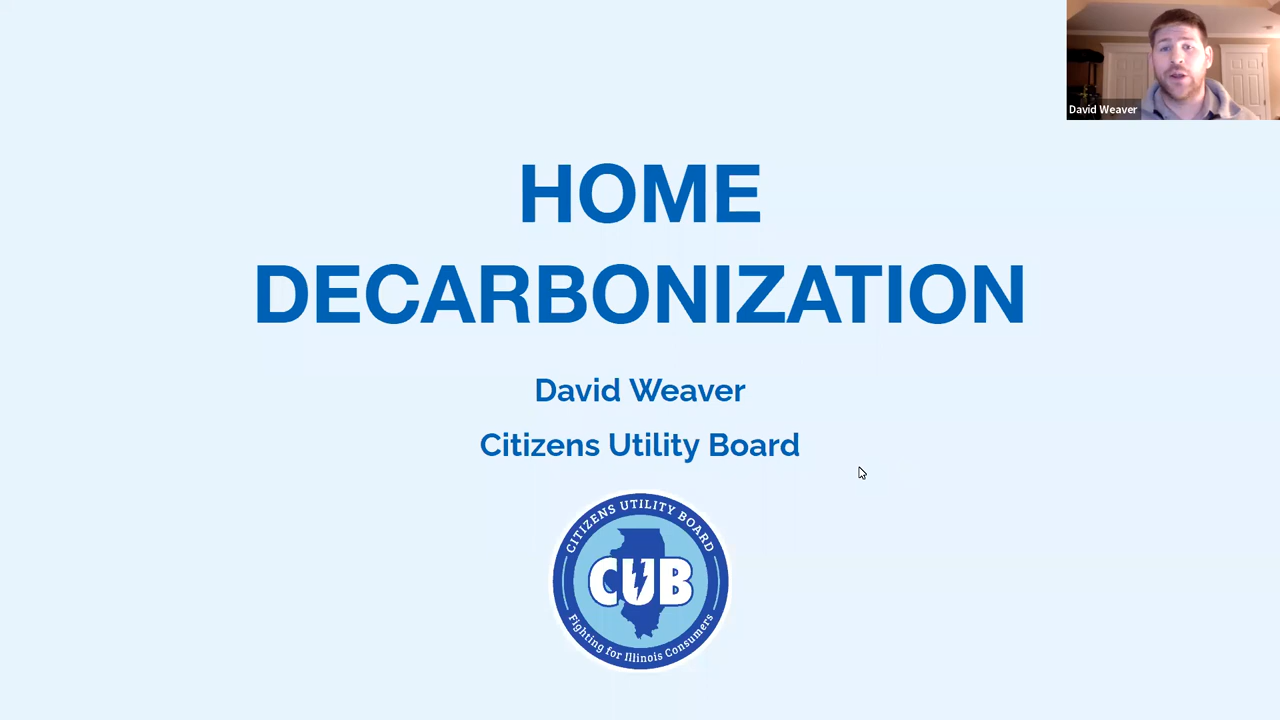 David Weaver
HOME
DECARBONIZATION
David Weaver
Citizens Utility Board
CITIZENS UTILITY BOARD
CUB
Fighting for Illinois Consumers